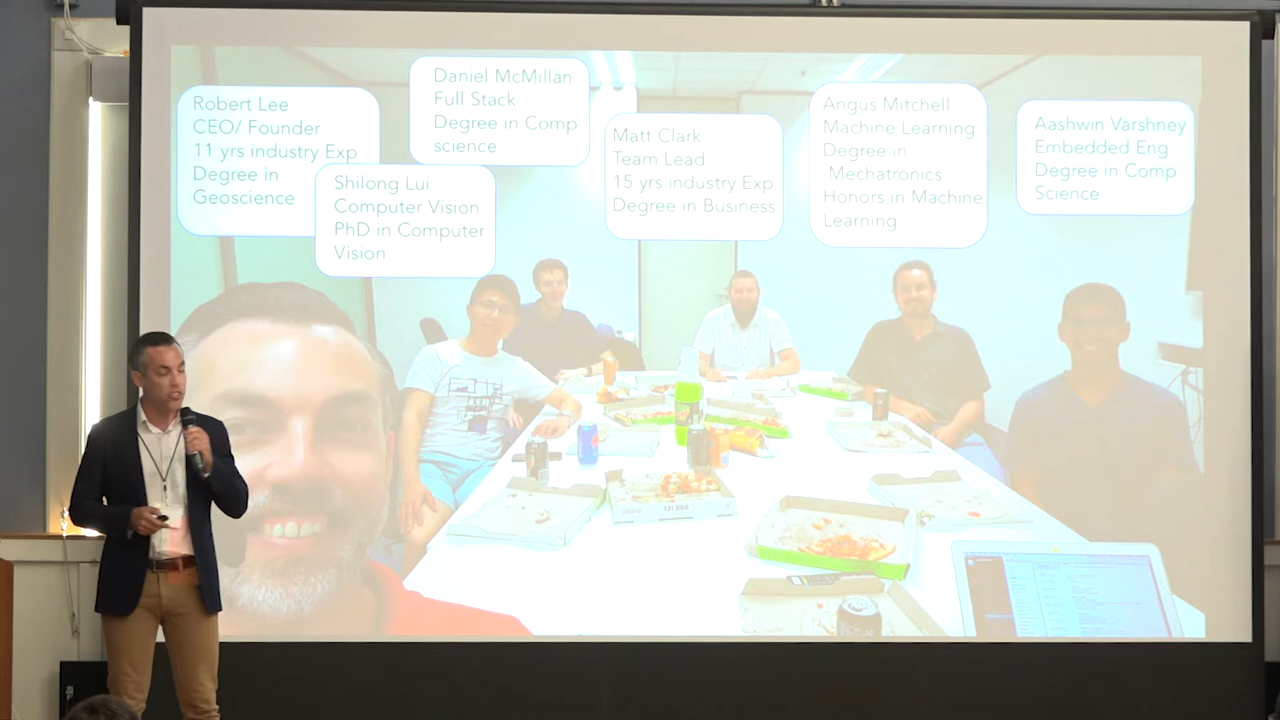 Robert Lee
CEO/ Founder
11 yrs industry Exp
Degree in
Geoscience
Shilong Lui
Computer Vision
PhD in Computer
Vision
Daniel McMillan
Full Stack
Degree in Comp
science
Matt Clark
Team Lead
15 yrs industry Exp
Degree in Business
Angus Mitchell
Machine Learning
Degree in
Mechatronics
Honors in Machine
Learning
Aashwin Varshney
Embedded Eng
Degree in Comp
Science